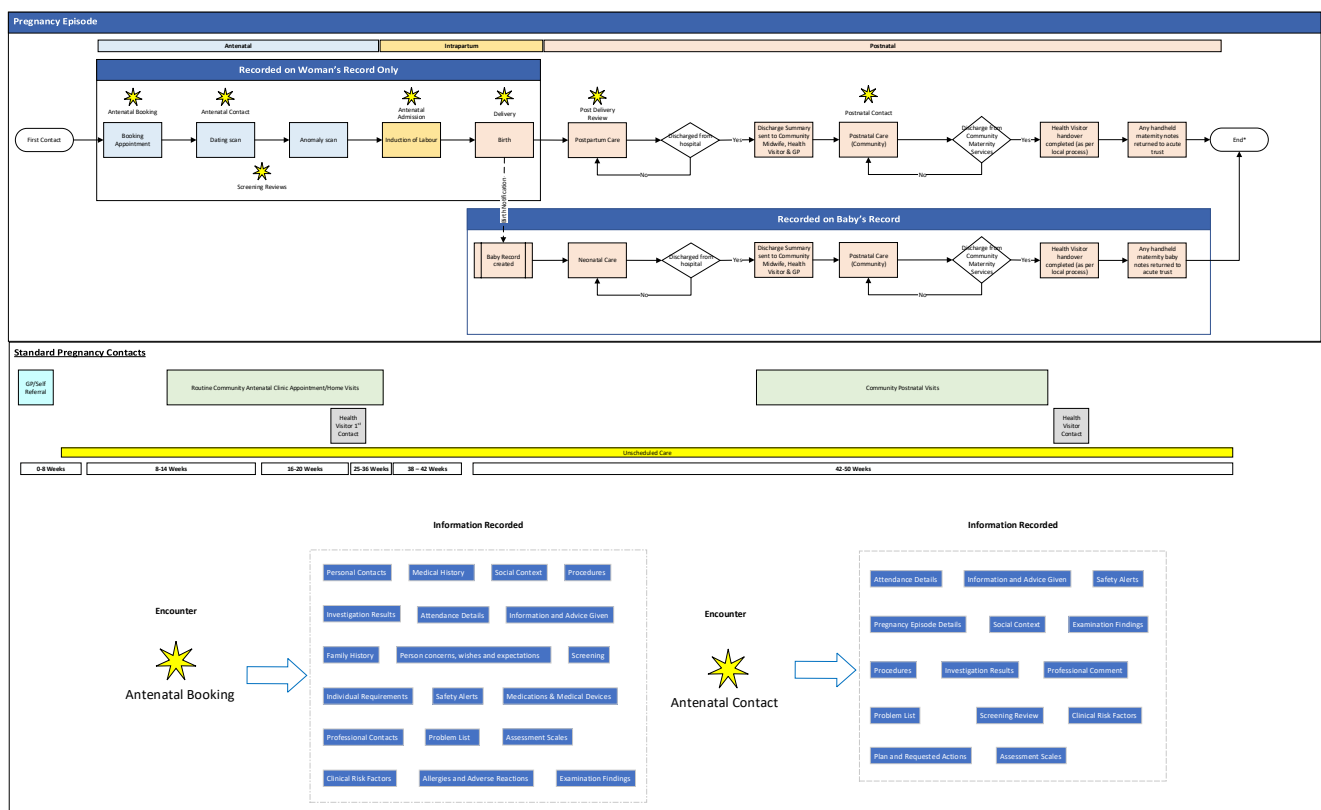 Pregnancy Episode
Antenatal
Intrapartum
Postnatal
Recorded on Woman's Record Only
Antenatal Booking
Antenatal Contact
Antenatal
Admission
Delivery
Post Delivery
Review
Postnatal Contact
First Contact
Booking
Appointment
Dating scan
Anomaly scan
Induction of Labour
Birth
Postpartum Care
Discharged from
hospital
Yes
Discharge Summary
sent to Community
Midwife, Health
Visitor & GP
Postnatal Care
(Community)
Discharge from
Community
Maternity
Services
Yes
Health Visitor
handover
completed (as per
local process)
Any handheld
maternity notes
returned to acute
trust
End*
No
No
Screening Reviews
Birth Notification
Recorded on Baby's Record
Baby Record
created
Neonatal Care
Discharged from
hospital
Yes
Discharge Summary
sent to Community
Midwife, Health
Visitor & GP
Postnatal Care
(Community)
Discharge from
Community
Maternity
Services
Yes
Health Visitor
handover
completed (as per
local process)
Any handheld
maternity baby
notes returned to
acute trust
No
No
Standard Pregnancy Contacts
GP/Self
Referral
Routine Community Antenatal Clinic Appointment/Home Visits
Community Postnatal Visits
Health
Visitor 1st
Contact
Health
Visitor
Contact
Unscheduled Care
0-8 Weeks
8-14 Weeks
16-20 Weeks
25-36 Weeks
38 – 42 Weeks
42-50 Weeks
Information Recorded
Personal Contacts
Medical History
Social Context
Procedures
Investigation Results
Attendance Details
Information and Advice Given
Encounter
Family History
Person concerns, wishes and expectations
Screening
Antenatal Booking
Individual Requirements
Safety Alerts
Medications & Medical Devices
Professional Contacts
Problem List
Assessment Scales
Clinical Risk Factors
Allergies and Adverse Reactions
Examination Findings
Information Recorded
Attendance Details
Information and Advice Given
Safety Alerts
Encounter
Pregnancy Episode Details
Social Context
Examination Findings
Procedures
Investigation Results
Professional Comment
Antenatal Contact
Problem List
Screening Review
Clinical Risk Factors
Plan and Requested Actions
Assessment Scales